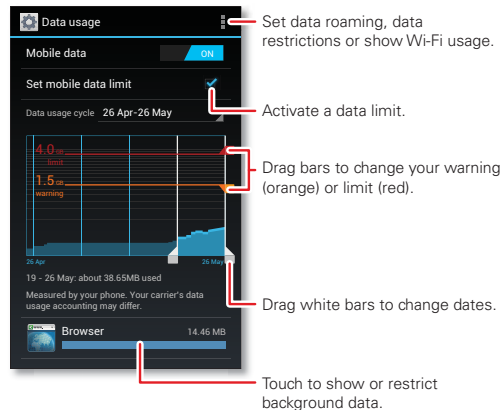 Data usage
Set data roaming, data
restrictions or show Wi-Fi usage.
Mobile data
ON
Set mobile data limit
Activate a data limit.
Data usage cycle 26 Apr-26 May
4.0 GB
limit
1.5 GB
warning
Drag bars to change your warning
(orange) or limit (red).
26 Apr
26 May
19 - 26 May: about 38.65MB used
Measured by your phone. Your carrier's data
usage accounting may differ.
Drag white bars to change dates.
Browser
14.46 MB
Touch to show or restrict
background data.